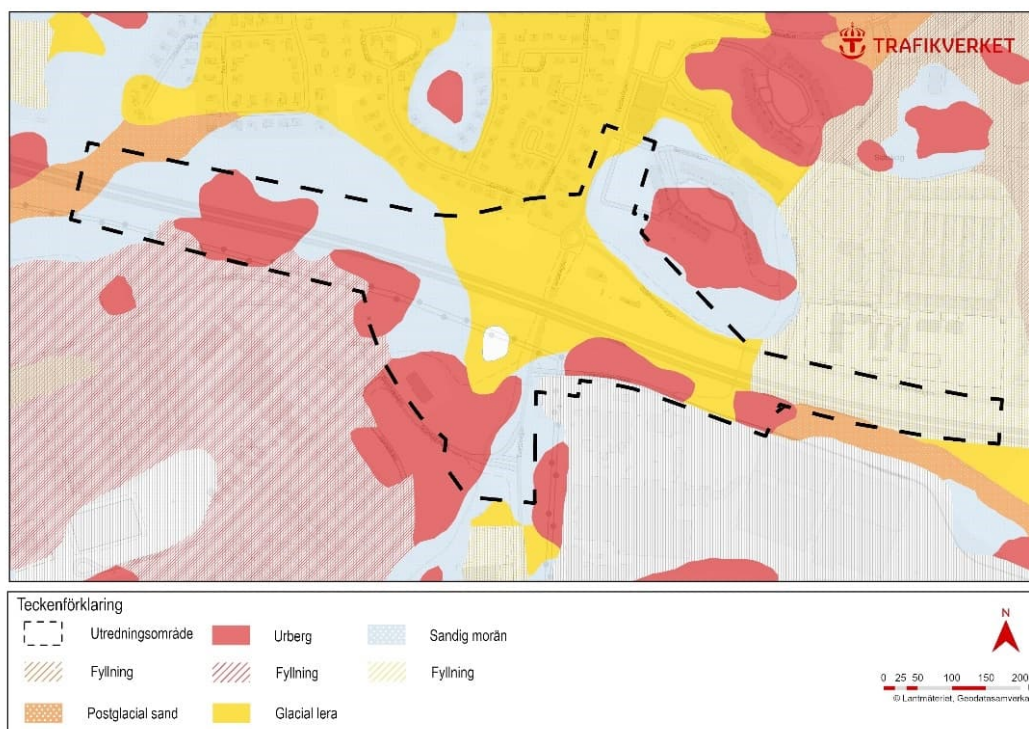 TRAFIKVERKET
Teckenförklaring
Utredningsområde
Urberg
Sandig morän
Fyllning
Fyllning
Fyllning
Postglacial sand
Glacial lera
N
0 25 50 100 150 200
© Lantmäteriet, Geodatasamverka